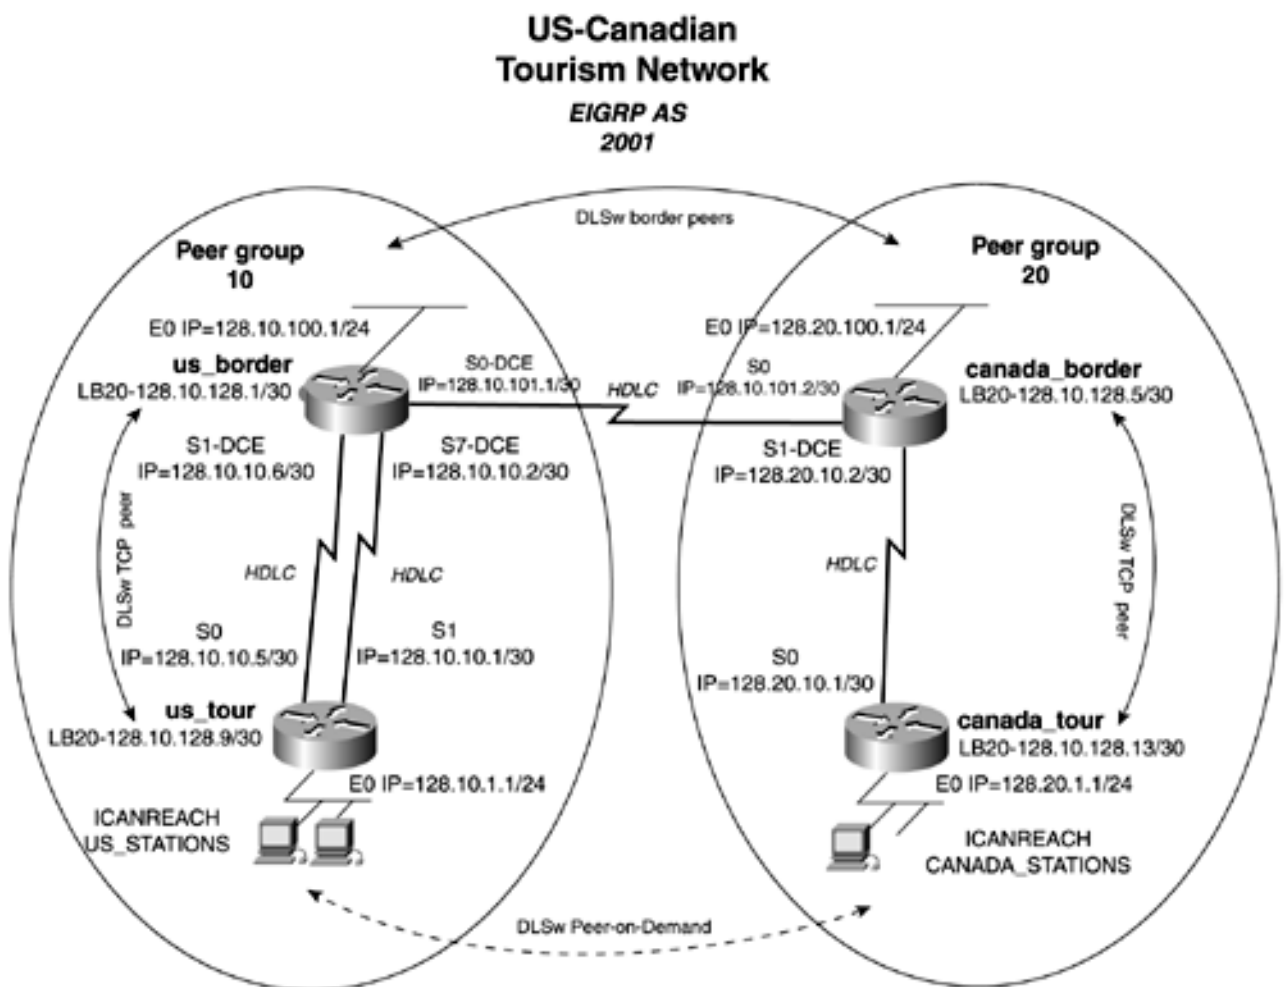 US-Canadian
Tourism Network
EIGRP AS
2001
DLSw border peers
Peer group
10
Peer group
20
E0 IP=128.10.100.1/24
E0 IP=128.20.100.1/24
us_border
LB20-128.10.128.1/30
S0-DCE
IP=128.10.101.1/30
HDLC
S0
IP=128.10.101.2/30
canada_border
LB20-128.10.128.5/30
S1-DCE
IP=128.10.10.6/30
S7-DCE
IP=128.10.10.2/30
S1-DCE
IP=128.20.10.2/30
DLSw TCP peer
HDLC
HDLC
HDLC
DLSw TCP peer
S0
IP=128.10.10.5/30
S1
IP=128.10.10.1/30
S0
IP=128.20.10.1/30
us_tour
LB20-128.10.128.9/30
canada_tour
LB20-128.10.128.13/30
E0 IP=128.10.1.1/24
E0 IP=128.20.1.1/24
ICANREACH
US_STATIONS
ICANREACH
CANADA_STATIONS
DLSw Peer-on-Demand